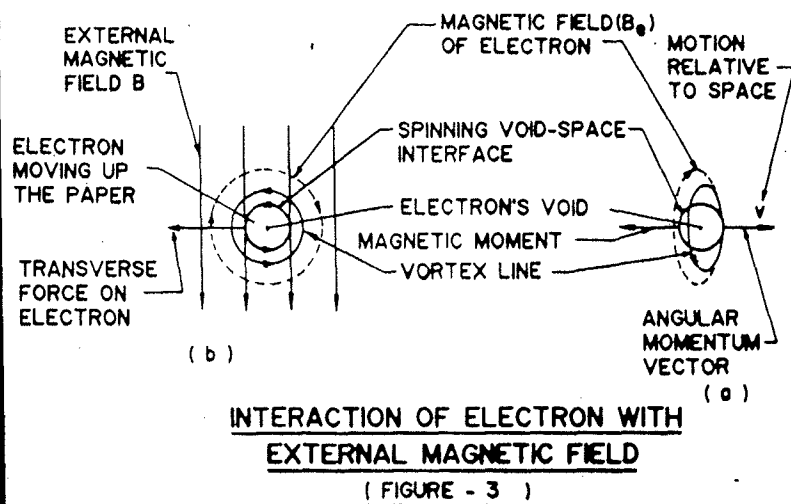 EXTERNAL
MAGNETIC
FIELD B
MAGNETIC FIELD(Be)
OF ELECTRON
MOTION
RELATIVE
TO SPACE
ELECTRON
MOVING UP
THE PAPER
SPINNING VOID-SPACE
INTERFACE
ELECTRON'S VOID
MAGNETIC MOMENT
VORTEX LINE
V
TRANSVERSE
FORCE ON
ELECTRON
ANGULAR
MOMENTUM
VECTOR
(b)
(a)
INTERACTION OF ELECTRON WITH
EXTERNAL MAGNETIC FIELD
(FIGURE - 3)